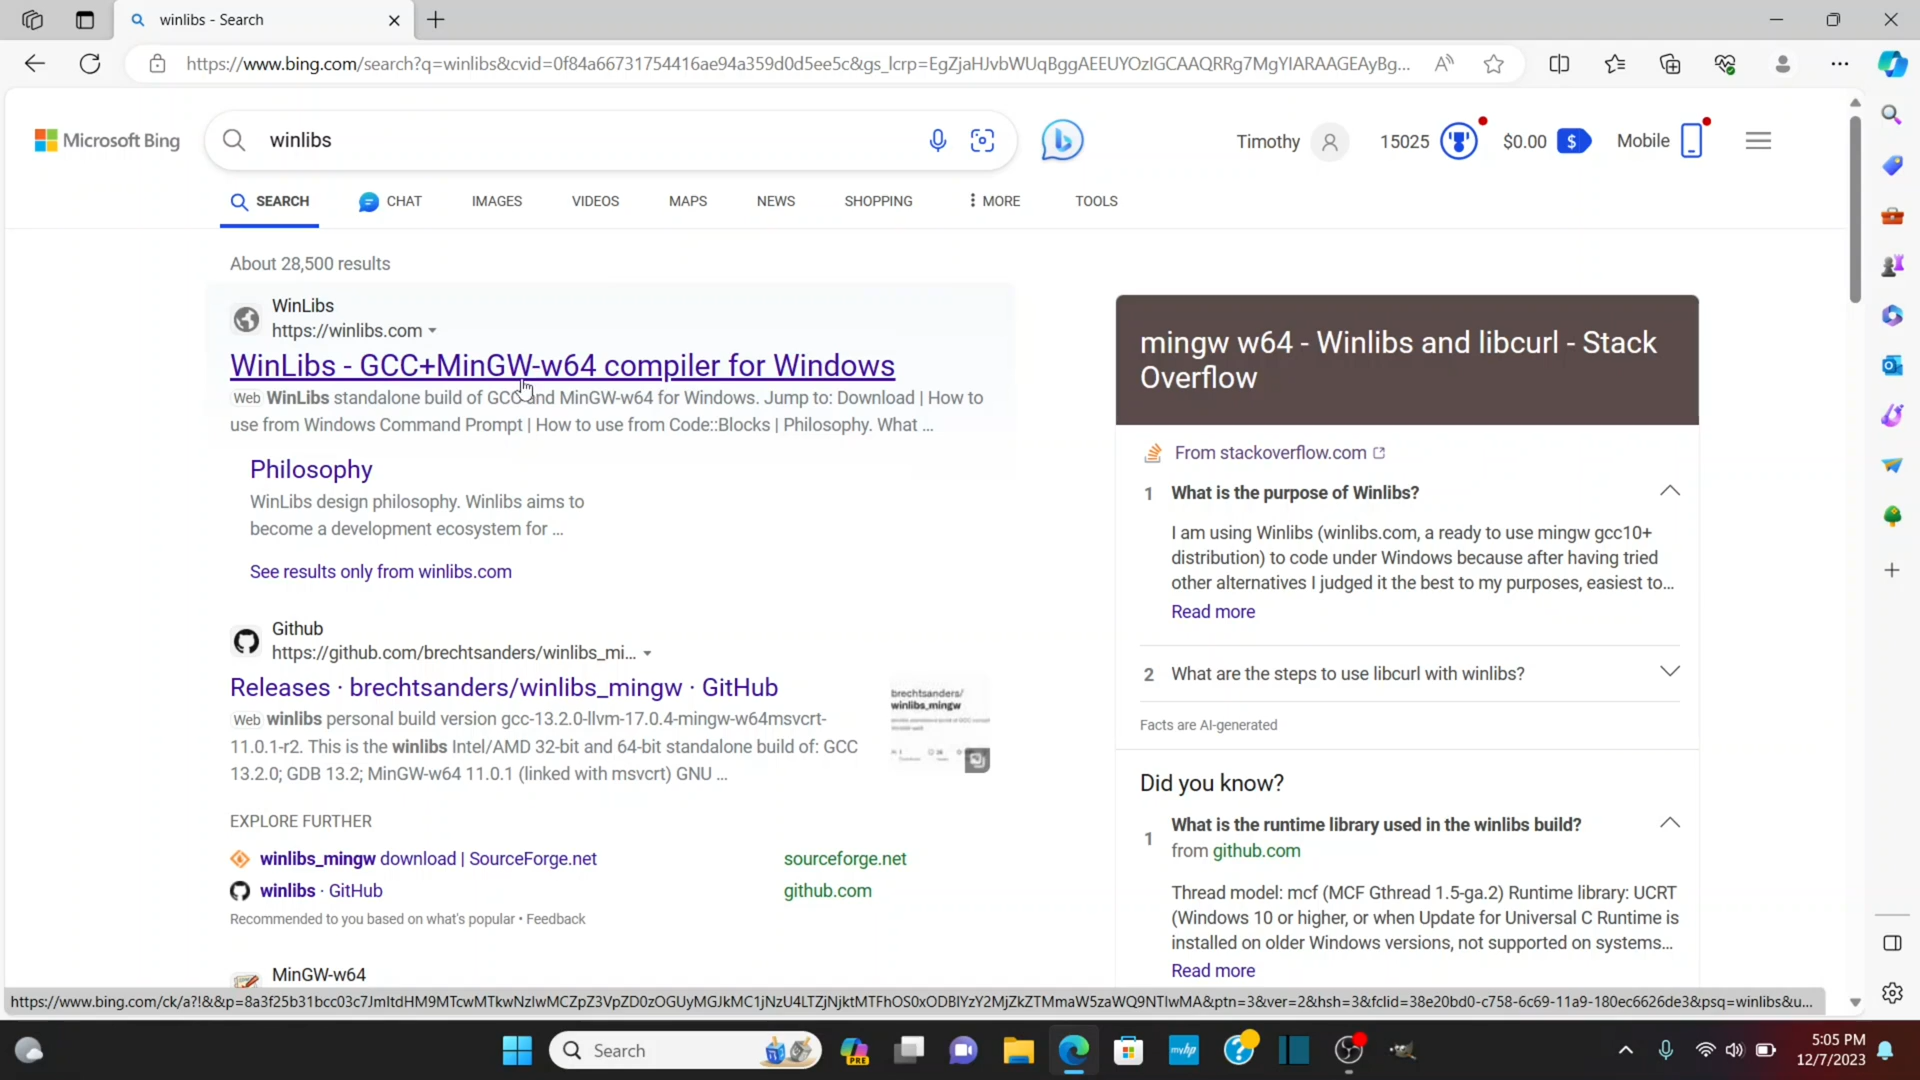 winlibs - Search
https://www.bing.com/search?q=winlibs&cvid=0f84a66731754416ae94a359d0d5ee5c&gs_lcrp=EgZjaHJvbWUqBggAEEUYOzIGCAAQRRg7MgYIARAAGEAyBg...
Microsoft Bing
winlibs
Timothy
15025
$0.00
$
Mobile
SEARCH
CHAT
IMAGES
VIDEOS
MAPS
NEWS
SHOPPING
MORE
TOOLS
About 28,500 results
WinLibs
https://winlibs.com
WinLibs - GCC+MinGW-w64 compiler for Windows
Web WinLibs standalone build of GCC and MinGW-w64 for Windows. Jump to: Download | How to
use from Windows Command Prompt | How to use from Code::Blocks | Philosophy. What ...
Philosophy
WinLibs design philosophy. Winlibs aims to
become a development ecosystem for ...
See results only from winlibs.com
Github
https://github.com/brechtsanders/winlibs_mi...
Releases · brechtsanders/winlibs_mingw · GitHub
Web winlibs personal build version gcc-13.2.0-llvm-17.0.4-mingw-w64msvcrt-
11.0.1-r2. This is the winlibs Intel/AMD 32-bit and 64-bit standalone build of: GCC
13.2.0; GDB 13.2; MinGW-w64 11.0.1 (linked with msvcrt) GNU ...
brechtsanders/
winlibs_mingw
EXPLORE FURTHER
winlibs_mingw download | SourceForge.net
sourceforge.net
winlibs · GitHub
github.com
Recommended to you based on what's popular • Feedback
MinGW-w64
mingw w64 - Winlibs and libcurl - Stack
Overflow
From stackoverflow.com
1 What is the purpose of Winlibs?
I am using Winlibs (winlibs.com, a ready to use mingw gcc10+
distribution) to code under Windows because after having tried
other alternatives I judged it the best to my purposes, easiest to...
Read more
2 What are the steps to use libcurl with winlibs?
Facts are AI-generated
Did you know?
1 What is the runtime library used in the winlibs build?
from github.com
Thread model: mcf (MCF Gthread 1.5-ga.2) Runtime library: UCRT
(Windows 10 or higher, or when Update for Universal C Runtime is
installed on older Windows versions, not supported on systems...
Read more
Search
PRE
myhp
5:05 PM
12/7/2023